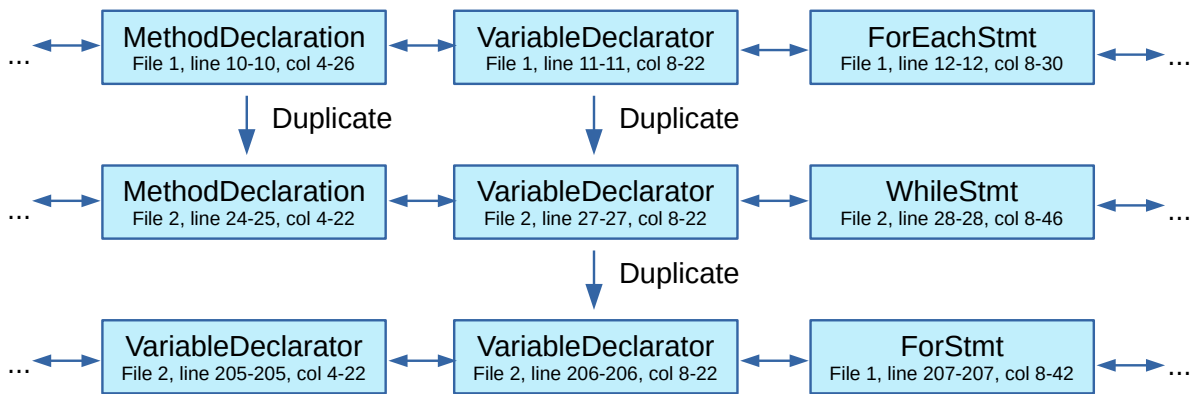 ... MethodDeclaration VariableDeclarator ForEachStmt ...
File 1, line 10-10, col 4-26 File 1, line 11-11, col 8-22 File 1, line 12-12, col 8-30
Duplicate Duplicate
... MethodDeclaration VariableDeclarator WhileStmt ...
File 2, line 24-25, col 4-22 File 2, line 27-27, col 8-22 File 2, line 28-28, col 8-46
Duplicate
... VariableDeclarator VariableDeclarator ForStmt ...
File 2, line 205-205, col 4-22 File 2, line 206-206, col 8-22 File 1, line 207-207, col 8-42